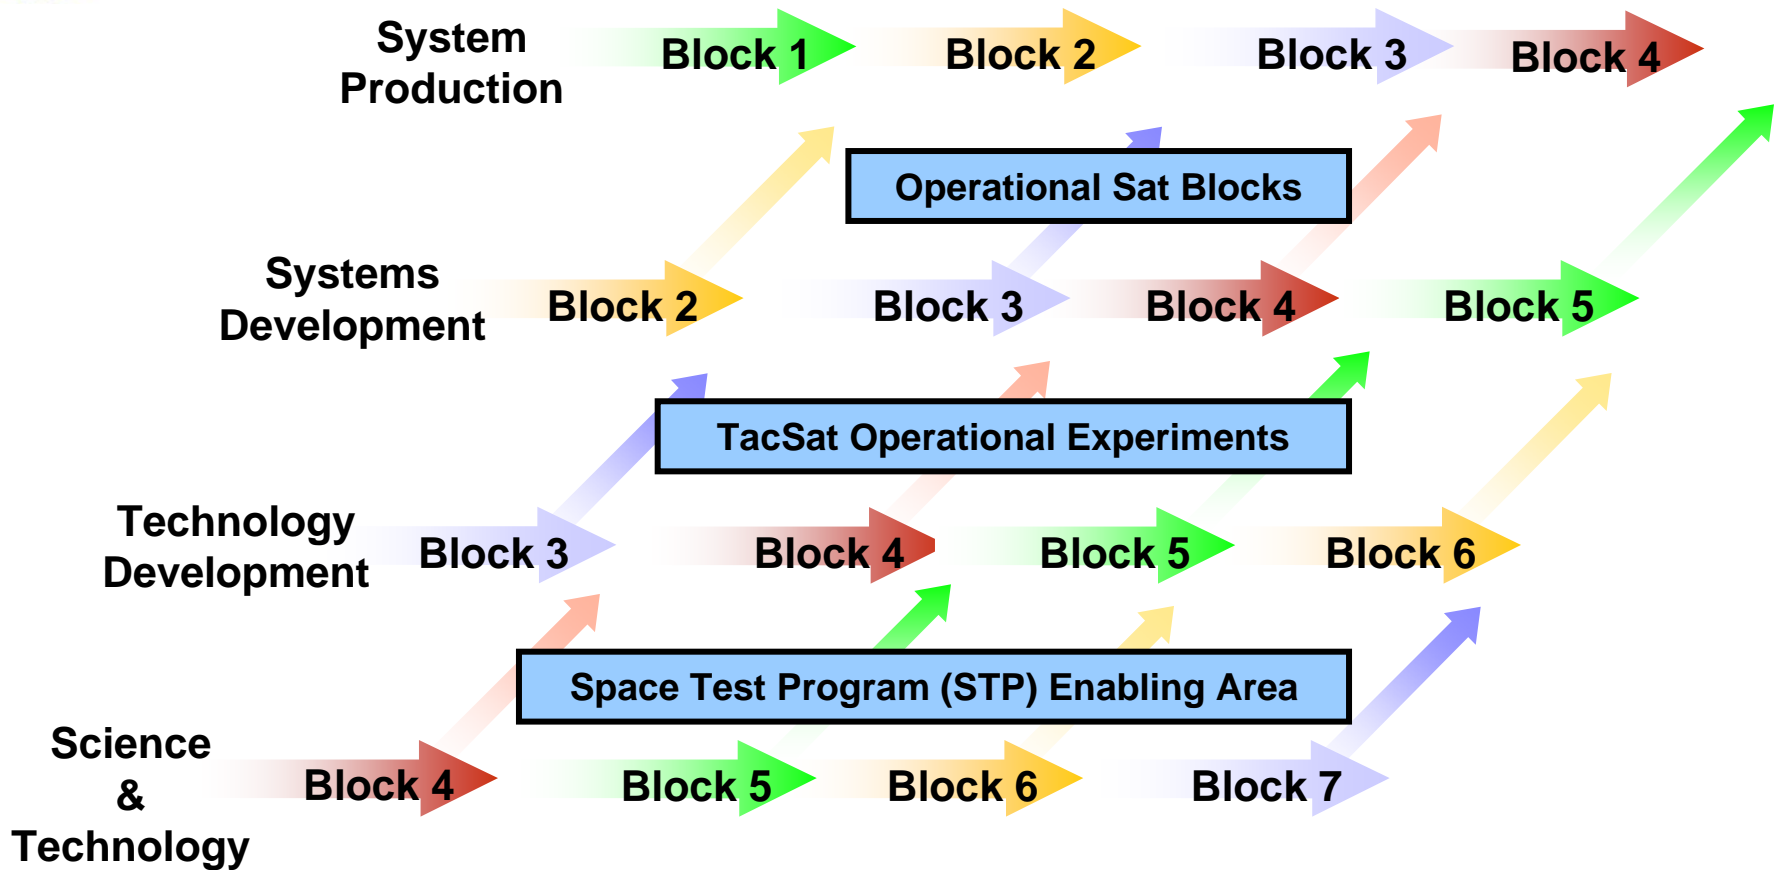 System
Production
Block 1
Block 2
Block 3
Block 4
Operational Sat Blocks
Systems
Development
Block 2
Block 3
Block 4
Block 5
TacSat Operational Experiments
Technology
Development
Block 3
Block 4
Block 5
Block 6
Space Test Program (STP) Enabling Area
Science
&
Technology
Block 4
Block 5
Block 6
Block 7